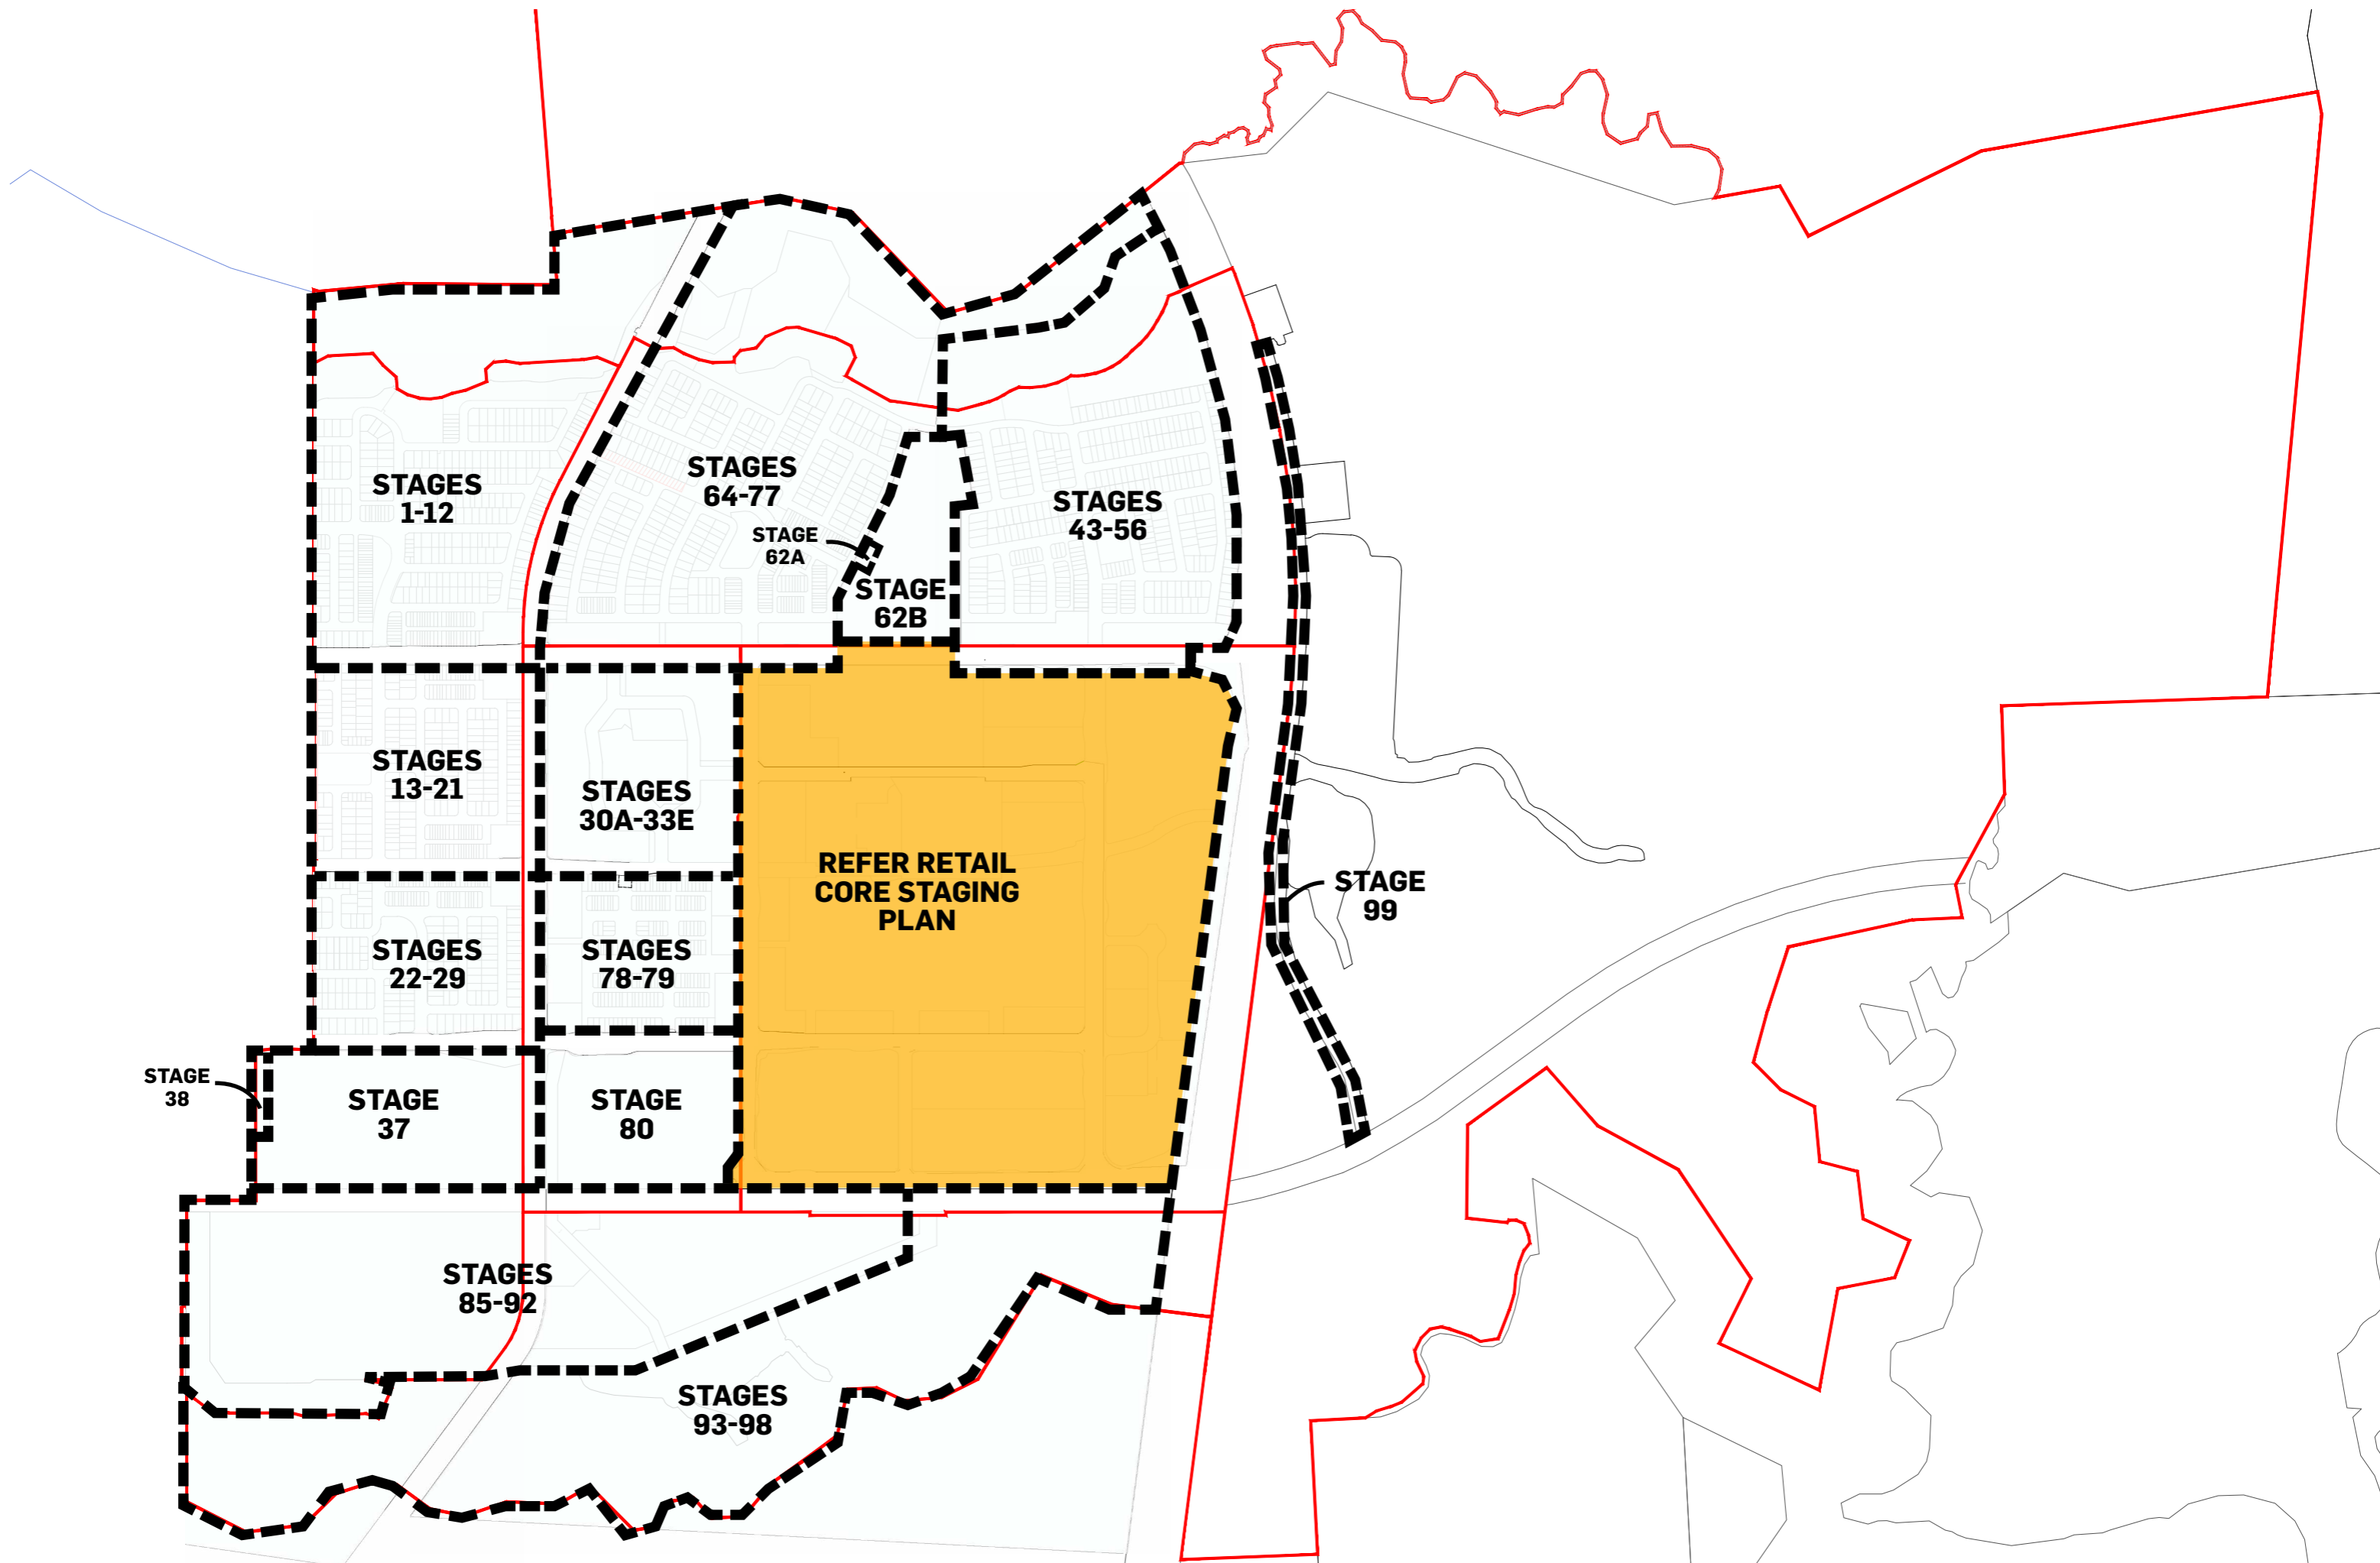 STAGES
1-12
STAGES
64-77
STAGE
62A
STAGE
62B
STAGES
43-56
STAGES
13-21
STAGES
30A-33E
REFER RETAIL
CORE STAGING
PLAN
STAGE
99
STAGES
22-29
STAGES
78-79
STAGE
38
STAGE
37
STAGE
80
STAGES
85-92
STAGES
93-98